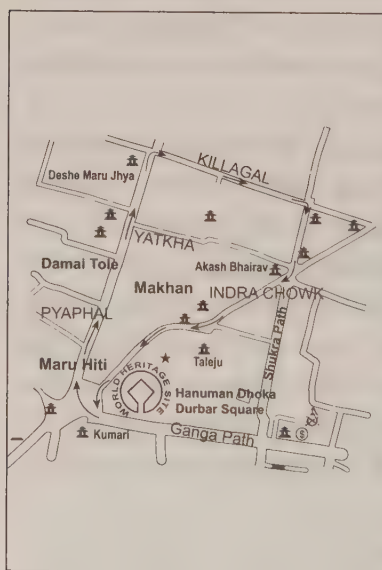 KILLAGAL
Deshe Maru Jhya
YATKHA
Damai Tole
Akash Bhairav
Makhan
INDRA CHOWK
PYAPHAL
Shukra Path
Maru Hiti
Taleju
WORLD HERITAGE SITE
Hanuman Dhoka
Durbar Square
Kumari
Ganga Path
$